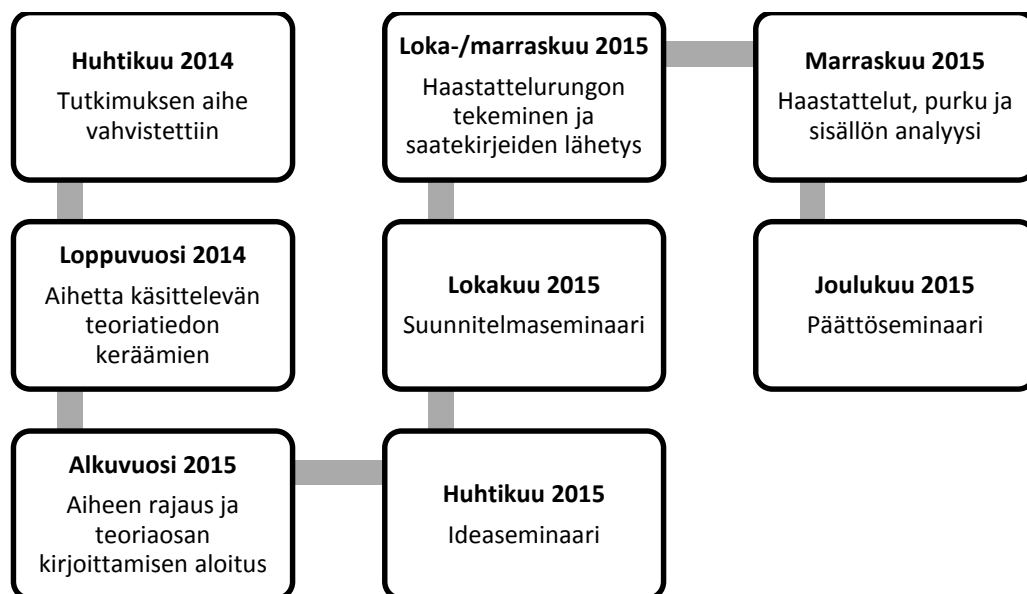 Huhtikuu 2014
Tutkimuksen aihe
vahvistettiin
Loppuvuosi 2014
Aihetta käsittelevän
teoriatiedon
keräämien
Alkuvuosi 2015
Aiheen rajaus ja
teoriaosan
kirjoittamisen aloitus
Huhtikuu 2015
Ideaseminaari
Lokakuu 2015
Suunnitelmaseminaari
Loka-/marraskuu 2015
Haastattelurungon
tekeminen ja
saatekirjeiden lähetys
Marraskuu 2015
Haastattelut, purku ja
sisällön analyysi
Joulukuu 2015
Päättöseminaari